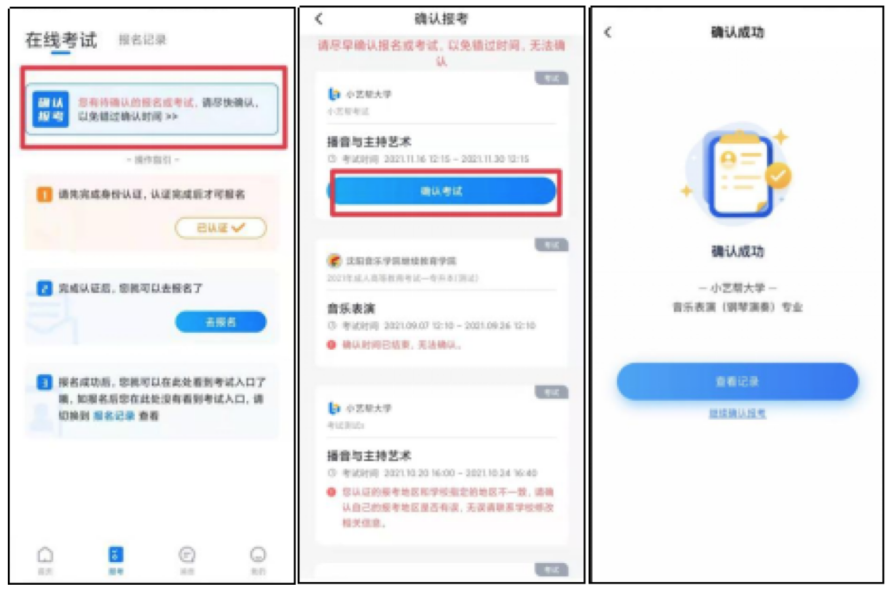 在线考试 报名记录
确认
报考
您有待确认的报名或考试，请尽快确认，
以免错过确认时间 >>
- 操作指引 -
1 请先完成身份认证，认证完成后才可报名
已认证
2 完成认证后，您就可以去报名了
去报名
3 报名成功后，您就可以在此处看到考试入口了
哦，如报名后您在此处没有看到考试入口，请
切换到 报名记录 查看
首页 报考 消息 我的
确认报考
请尽早确认报名或考试，以免错过时间，无法确
认
考试
小艺帮大学
小艺帮考试
播音与主持艺术
考试时间 2021.11.16 12:15 - 2021.11.30 12:15
确认考试
考试
沈阳音乐学院继续教育学院
2021年成人高等教育考试—专升本(测试)
音乐表演
考试时间 2021.09.07 12:10 - 2021.09.26 12:10
确认时间已结束，无法确认。
考试
小艺帮大学
播音与主持艺术
考试时间 2021.10.20 16:00 - 2021.10.24 16:40
您认证的报考地区和学校指定的地区不一致，请确
认自己的报考地区是否有误，无误请联系学校修改
相关信息。
考试
确认成功
确认成功
— 小艺帮大学 —
音乐表演（钢琴演奏）专业
查看记录
继续确认报考